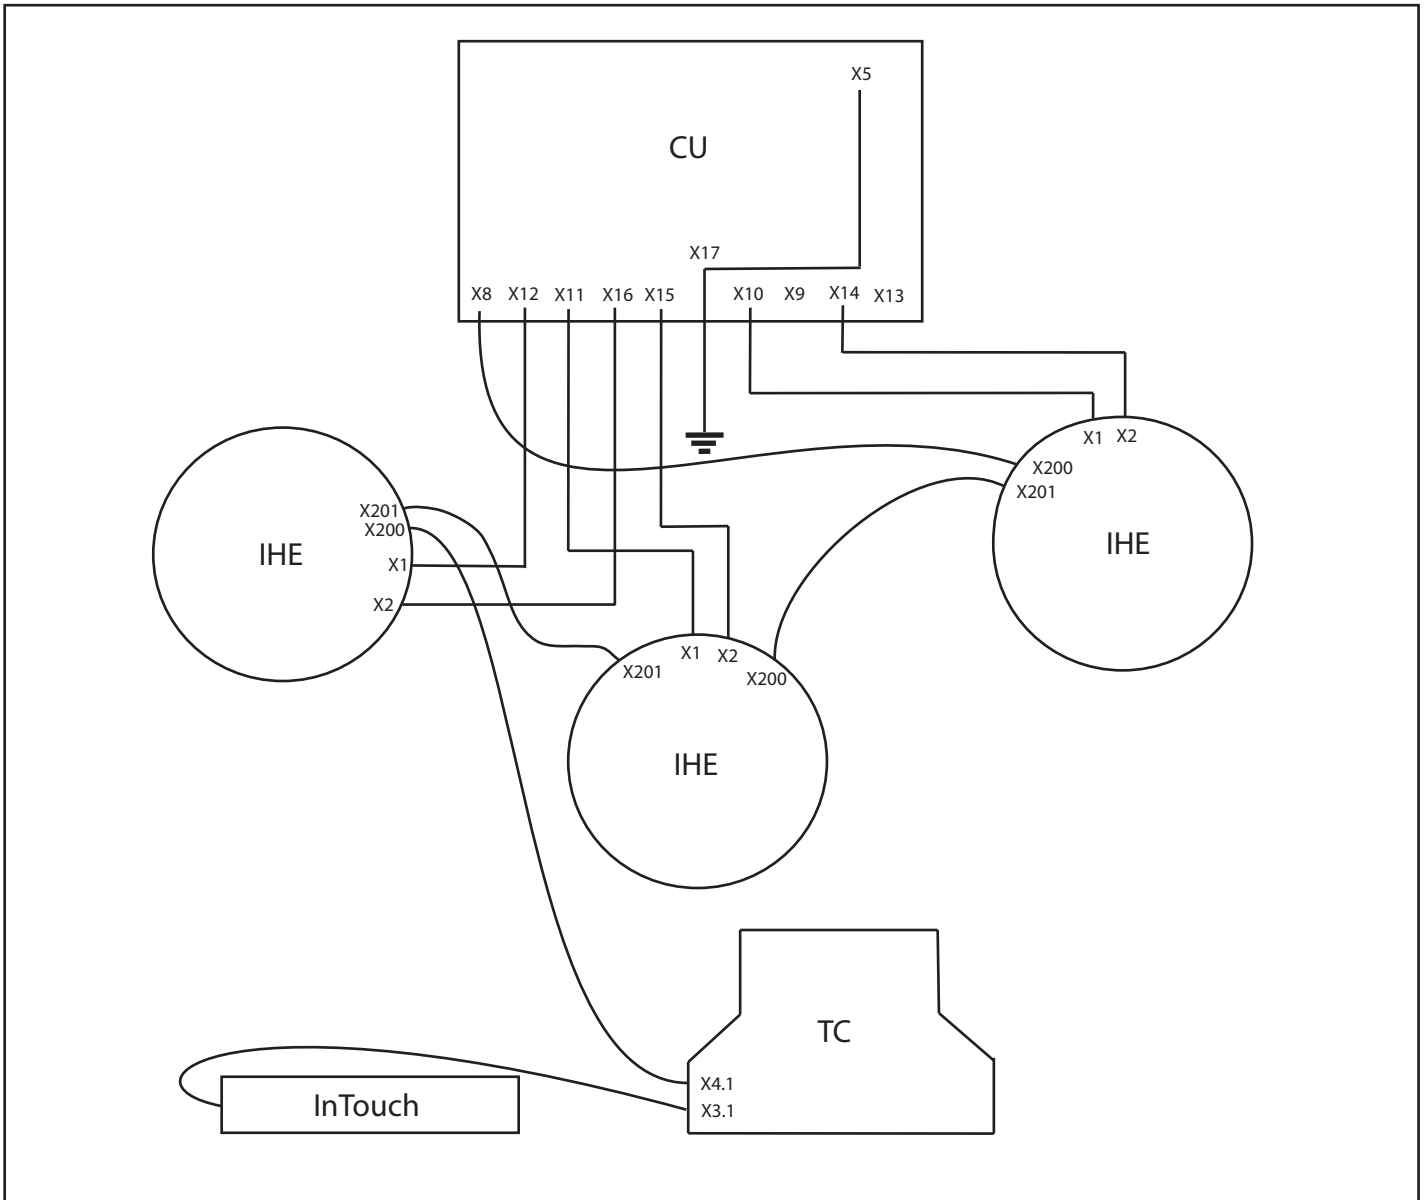 X5
CU
X17
X8 X12 X11 X16 X15 X10 X9 X14 X13
X1 X2
X200
X201
IHE
X201
X200
IHE
X1
X2
X1 X2
X201 X200
IHE
TC
X4.1
X3.1
InTouch